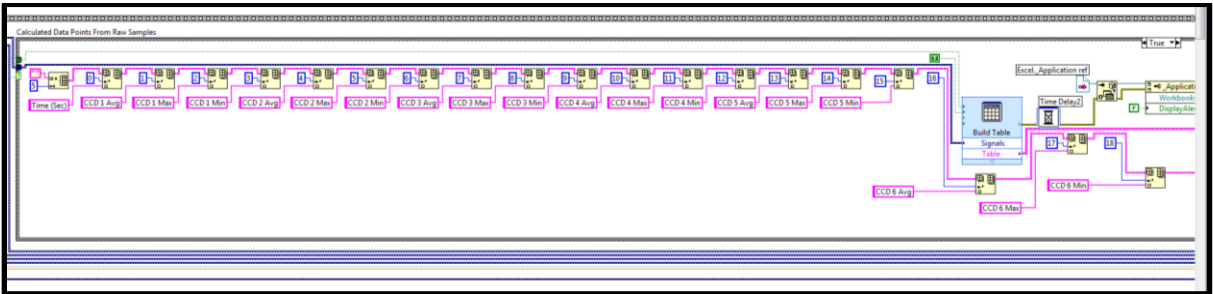 Calculated Data Points From Raw Samples
True
5
0 1 2 3 4 5 6 7 8 9 10 11 12 13 14 15 16
Time (Sec) CCD 1 Avg CCD 1 Max CCD 1 Min CCD 2 Avg CCD 2 Max CCD 2 Min CCD 3 Avg CCD 3 Max CCD 3 Min CCD 4 Avg CCD 4 Max CCD 4 Min CCD 5 Avg CCD 5 Max CCD 5 Min
Build Table
Signals
Table
Excel_Application ref
Time Delay2
_Applicati
Workbooks
F
DisplayAler
17 18
CCD 6 Avg
CCD 6 Max
CCD 6 Min